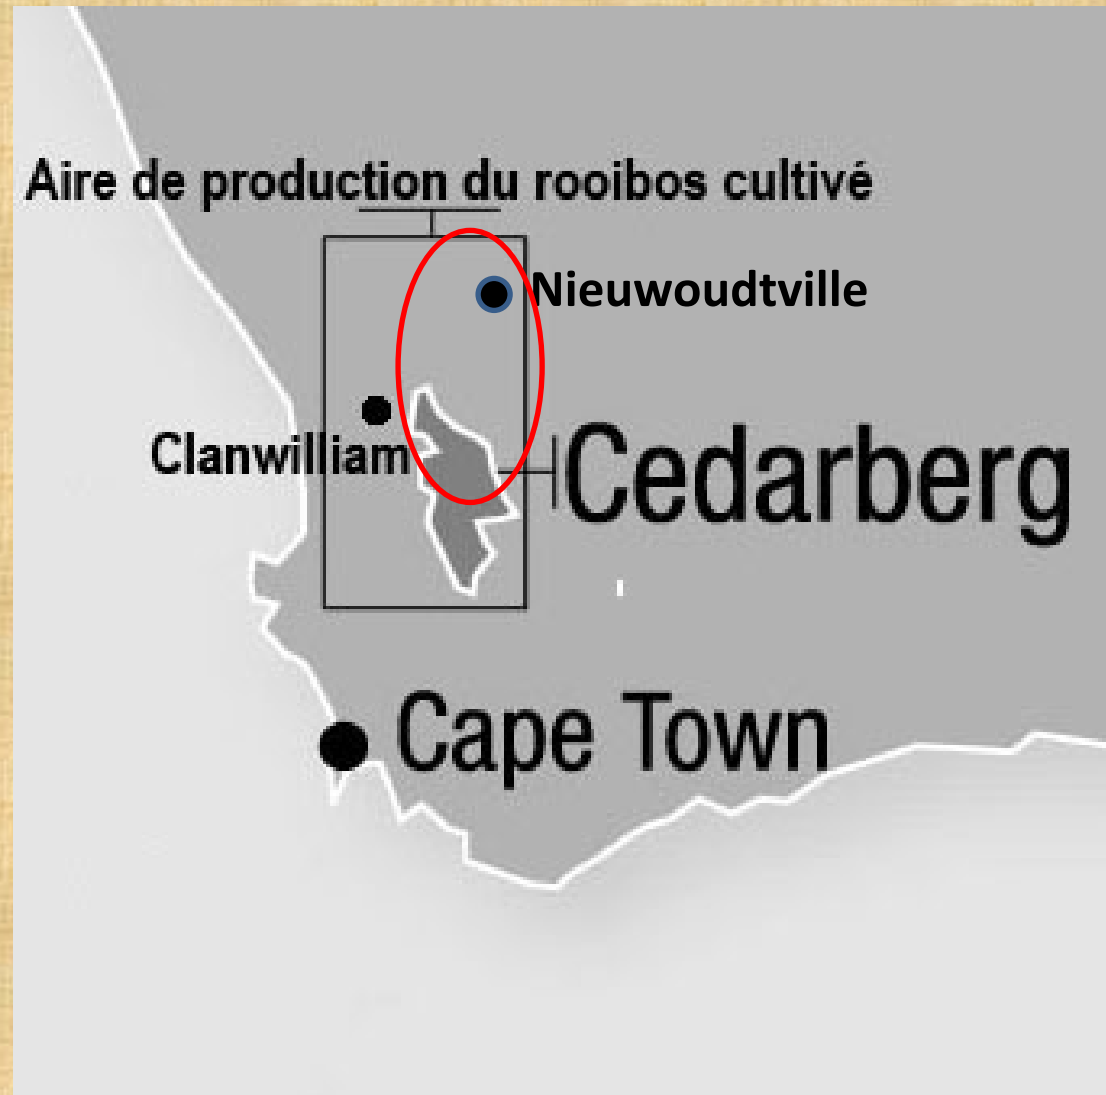 Aire de production du rooibos cultivé
Nieuwoudtville
Clanwilliam
Cedarberg
Cape Town